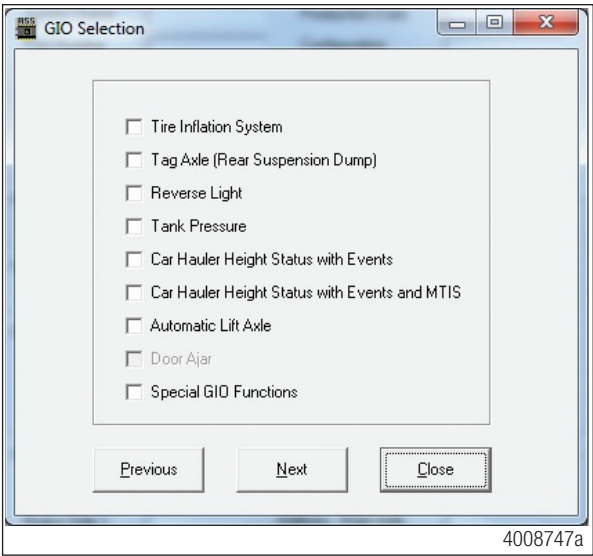 RSS
GIO Selection
Tire Inflation System
Tag Axle (Rear Suspension Dump)
Reverse Light
Tank Pressure
Car Hauler Height Status with Events
Car Hauler Height Status with Events and MTIS
Automatic Lift Axle
Door Ajar
Special GIO Functions
Previous
Next
Close
4008747a